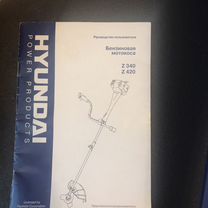 Руководство пользователя
Бензиновая
мотокоса
Z 340
Z 420
HYUNDAI
POWER PRODUCTS